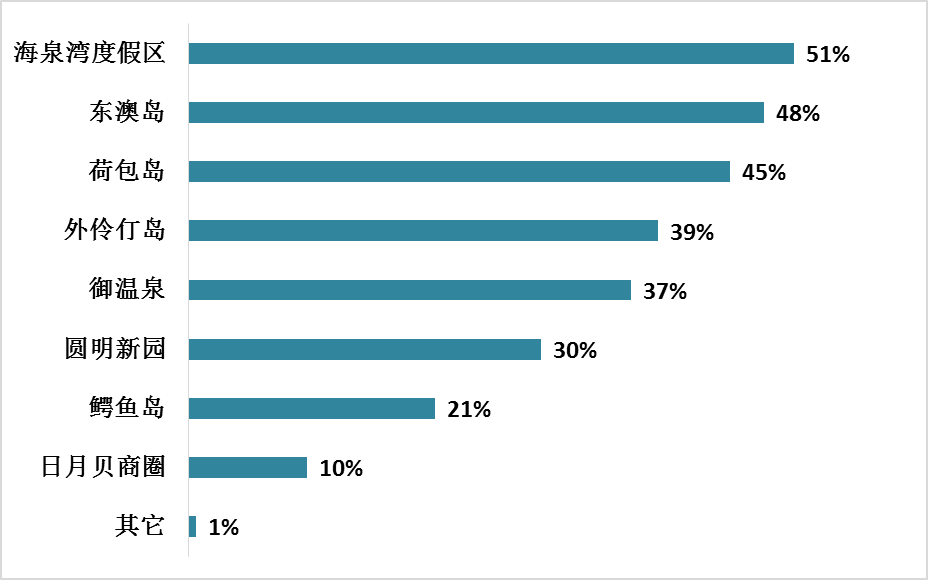 海泉湾度假区 51%
东澳岛 48%
荷包岛 45%
外伶仃岛 39%
御温泉 37%
圆明新园 30%
鳄鱼岛 21%
日月贝商圈 10%
其它 1%